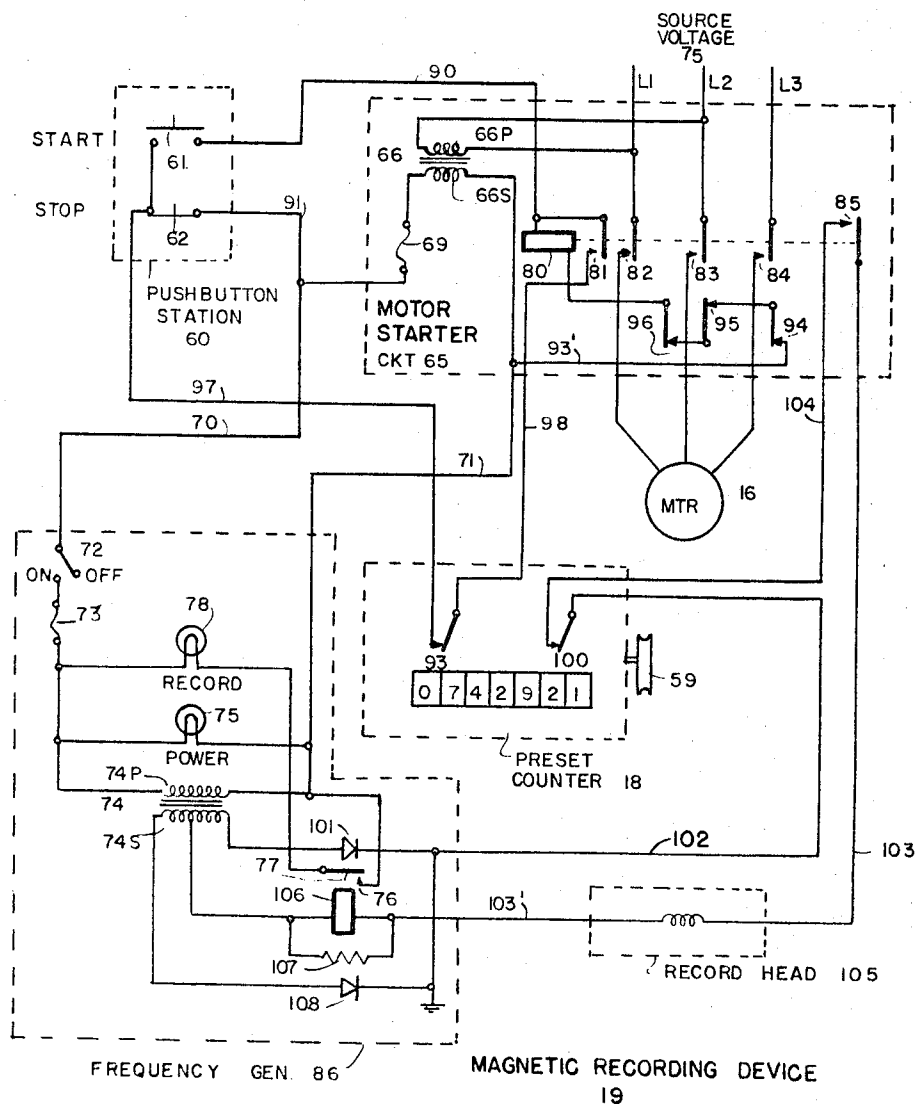 SOURCE
VOLTAGE
75
90
L1 L2 L3
START
61
66P
66
66S
STOP
62
91
69
85
80
81
82
83
84
PUSHBUTTON
STATION
60
MOTOR
STARTER
CKT 65
96
95
94
93'
97
70
98
104
71
MTR
16
72
ON OFF
73
78
RECORD
75
POWER
93
100
0 7 4 2 9 2 1
59
PRESET
COUNTER 18
74P
74
74S
101
102
103
77
76
106
103'
107
108
RECORD HEAD 105
FREQUENCY GEN. 86
MAGNETIC RECORDING DEVICE
19